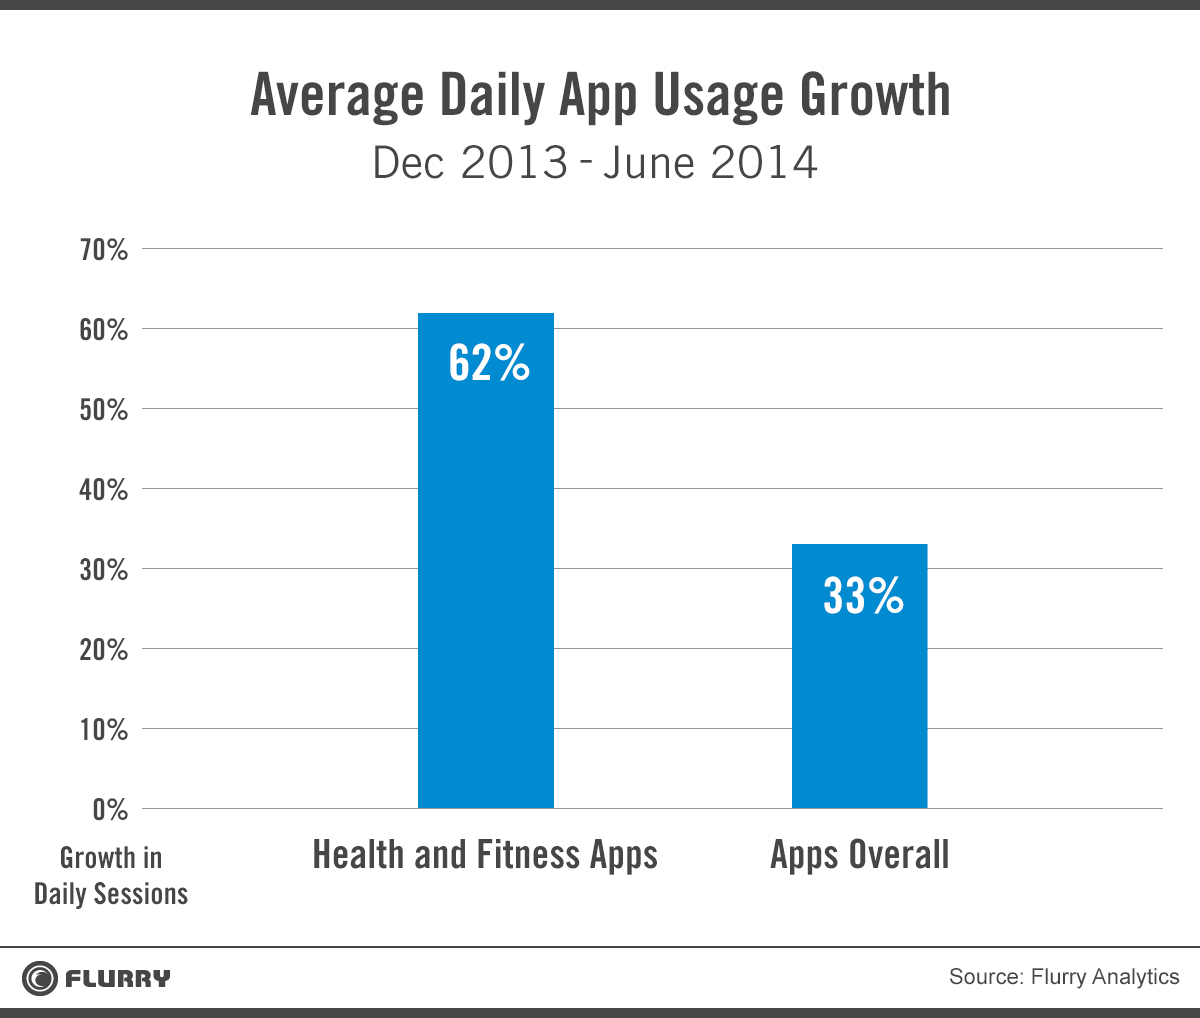 Average Daily App Usage Growth
Dec 2013 - June 2014
70%
60%
62%
50%
40%
30%
33%
20%
10%
0%
Health and Fitness Apps
Apps Overall
Growth in
Daily Sessions
FLURRY
Source: Flurry Analytics